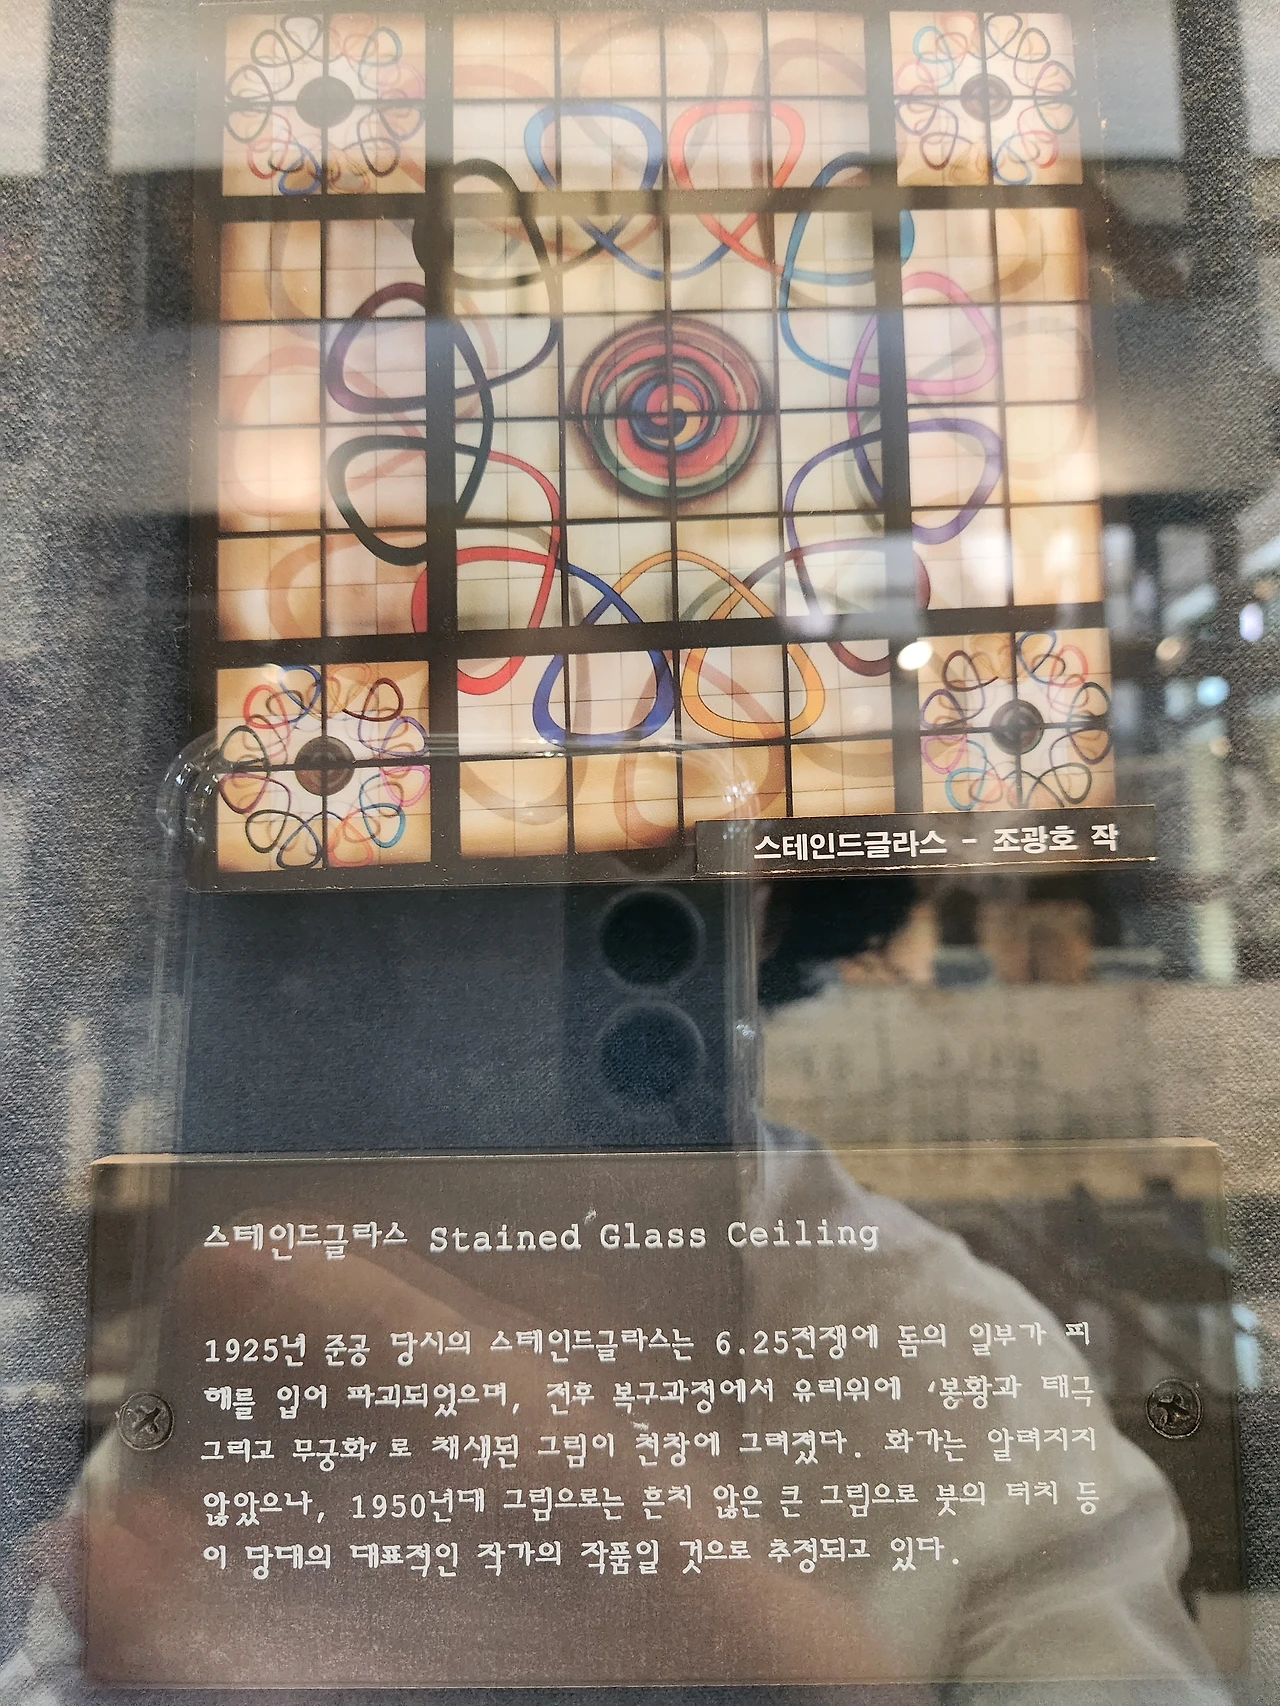 스테인드글라스 - 조광호 작
스테인드글라스 Stained Glass Ceiling
1925년 준공 당시의 스테인드글라스는 6.25전쟁에 돔의 일부가 피
해를 입어 파괴되었으며, 전후 복구과정에서 유리위에 '봉황과 태극
그리고 무궁화'로 채색된 그림이 천창에 그려졌다. 화가는 알려지지
않았으나, 1950년대 그림으로는 흔치 않은 큰 그림으로 붓의 터치 등
이 당대의 대표적인 작가의 작품일 것으로 추정되고 있다.